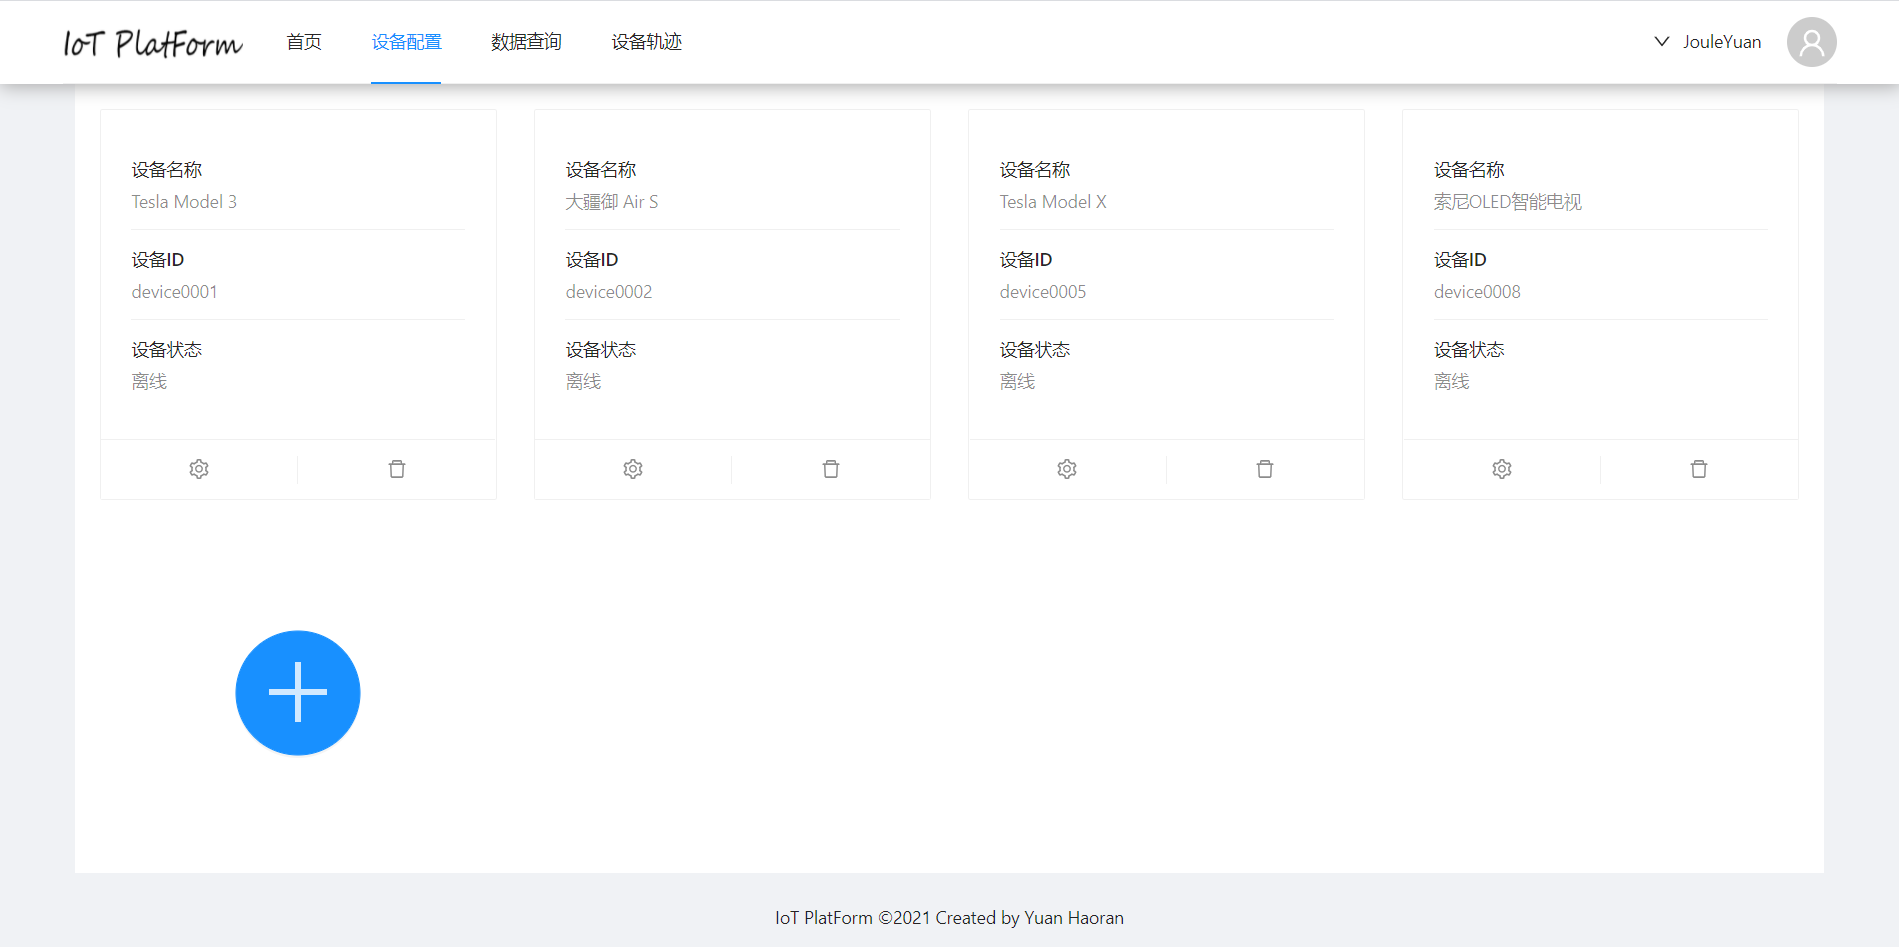 IoT PlatForm 首页 设备配置 数据查询 设备轨迹 JouleYuan
设备名称
Tesla Model 3
设备ID
device0001
设备状态
离线
设备名称
大疆御 Air S
设备ID
device0002
设备状态
离线
设备名称
Tesla Model X
设备ID
device0005
设备状态
离线
设备名称
索尼OLED智能电视
设备ID
device0008
设备状态
离线
IoT PlatForm ©2021 Created by Yuan Haoran